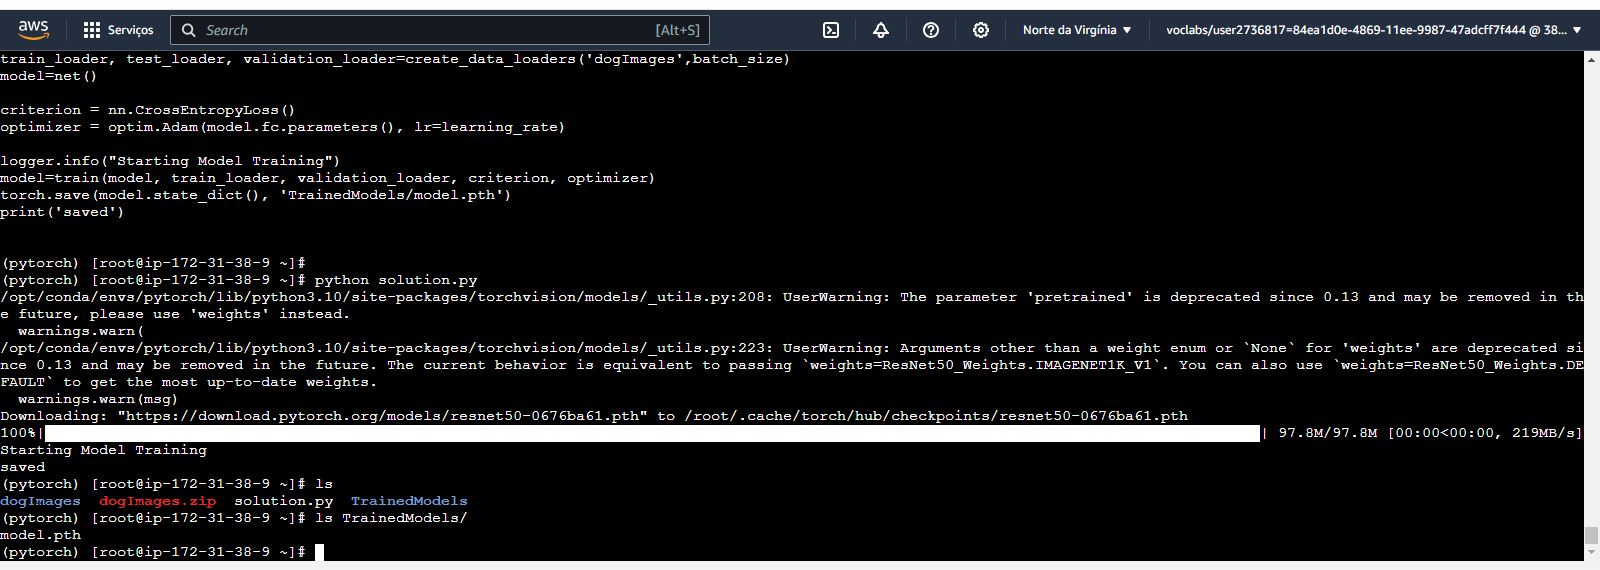 aws Serviços Search [Alt+S] Norte da Virgínia voclabs/user2736817=84ea1d0e-4869-11ee-9987-47adcff7f444 @ 38...
train_loader, test_loader, validation_loader=create_data_loaders('dogImages',batch_size)
model=net()
criterion = nn.CrossEntropyLoss()
optimizer = optim.Adam(model.fc.parameters(), lr=learning_rate)
logger.info("Starting Model Training")
model=train(model, train_loader, validation_loader, criterion, optimizer)
torch.save(model.state_dict(), 'TrainedModels/model.pth')
print('saved')
(pytorch) [root@ip-172-31-38-9 ~]#
(pytorch) [root@ip-172-31-38-9 ~]# python solution.py
/opt/conda/envs/pytorch/lib/python3.10/site-packages/torchvision/models/_utils.py:208: UserWarning: The parameter 'pretrained' is deprecated since 0.13 and may be removed in th
e future, please use 'weights' instead.
  warnings.warn(
/opt/conda/envs/pytorch/lib/python3.10/site-packages/torchvision/models/_utils.py:223: UserWarning: Arguments other than a weight enum or `None` for 'weights' are deprecated si
nce 0.13 and may be removed in the future. The current behavior is equivalent to passing `weights=ResNet50_Weights.IMAGENET1K_V1`. You can also use `weights=ResNet50_Weights.DE
FAULT` to get the most up-to-date weights.
  warnings.warn(msg)
Downloading: "https://download.pytorch.org/models/resnet50-0676ba61.pth" to /root/.cache/torch/hub/checkpoints/resnet50-0676ba61.pth
100%| | 97.8M/97.8M [00:00<00:00, 219MB/s]
Starting Model Training
saved
(pytorch) [root@ip-172-31-38-9 ~]# ls
dogImages  dogImages.zip  solution.py  TrainedModels
(pytorch) [root@ip-172-31-38-9 ~]# ls TrainedModels/
model.pth
(pytorch) [root@ip-172-31-38-9 ~]#